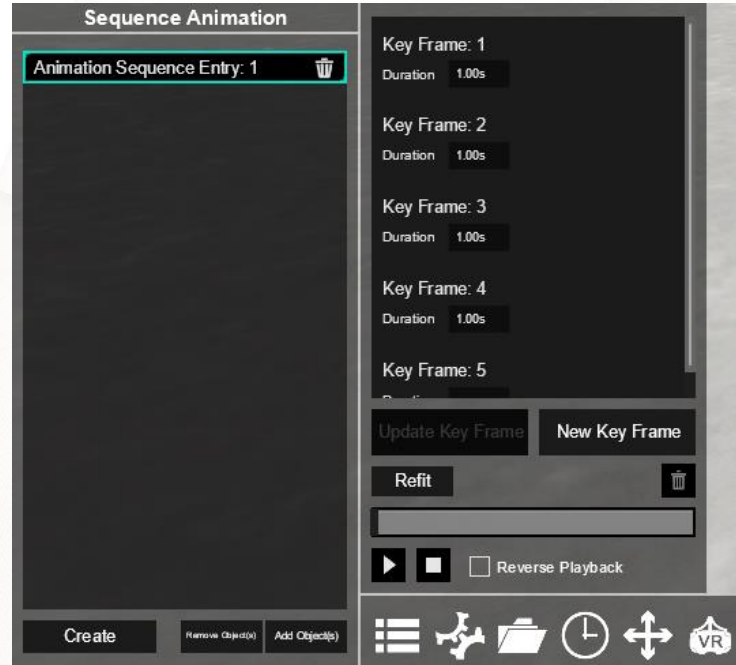 Sequence Animation
Animation Sequence Entry: 1
Create
Remove Object(s)
Add Object(s)
Key Frame: 1
Duration 1.00s
Key Frame: 2
Duration 1.00s
Key Frame: 3
Duration 1.00s
Key Frame: 4
Duration 1.00s
Key Frame: 5
Update Key Frame
New Key Frame
Refit
Reverse Playback
VR